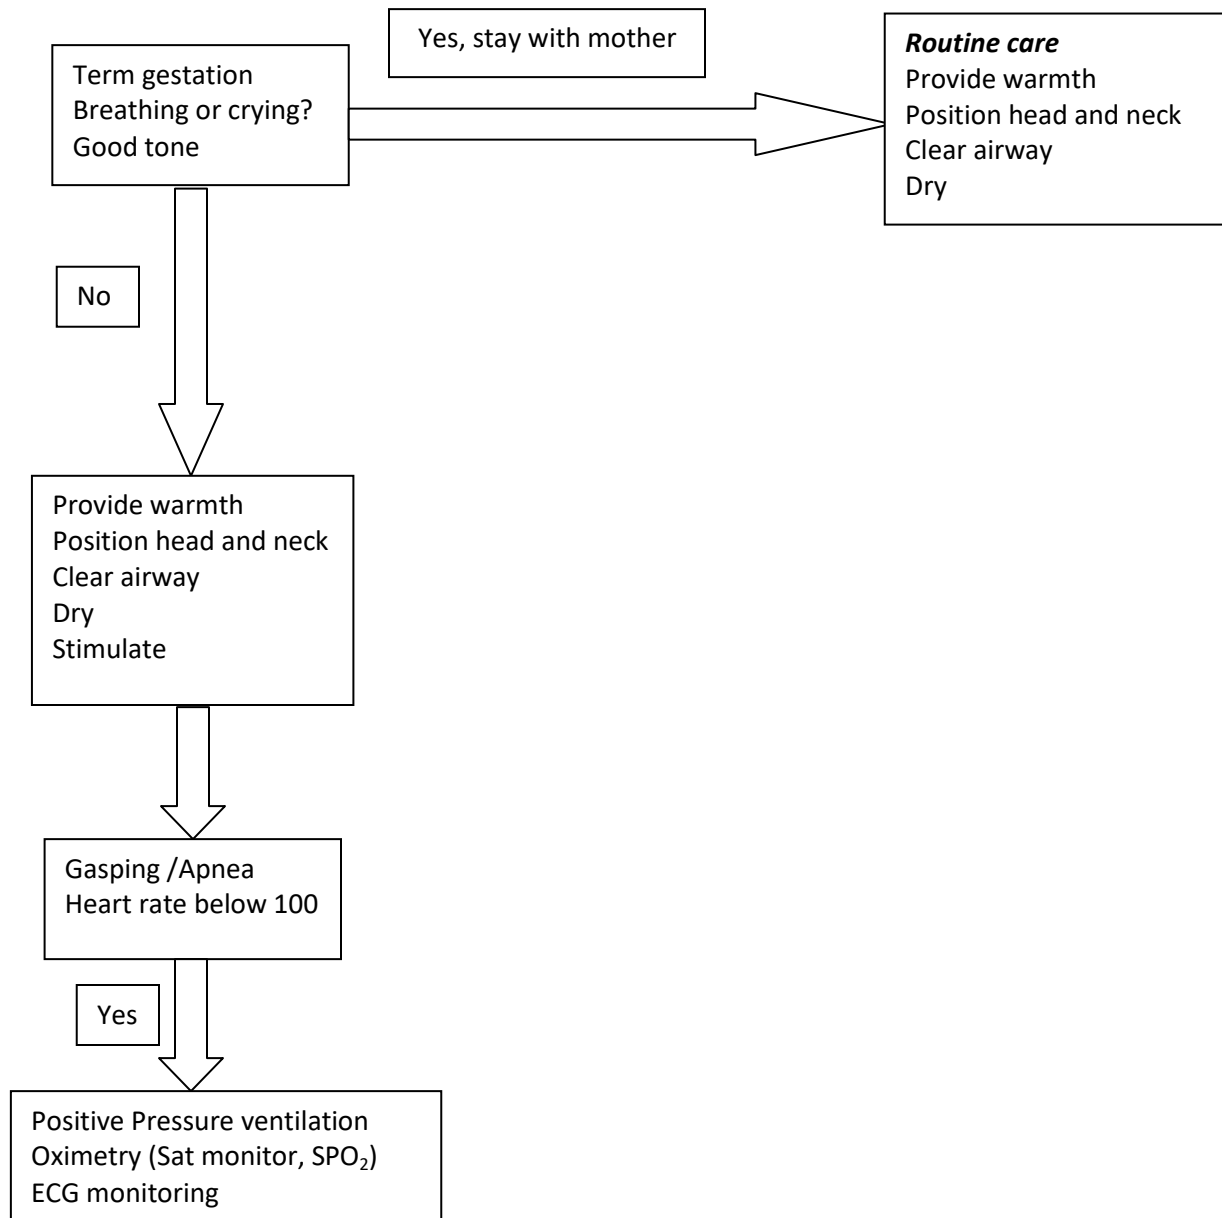 Yes, stay with mother
Term gestation
Breathing or crying?
Good tone
Routine care
Provide warmth
Position head and neck
Clear airway
Dry
No
Provide warmth
Position head and neck
Clear airway
Dry
Stimulate
Gasping /Apnea
Heart rate below 100
Yes
Positive Pressure ventilation
Oximetry (Sat monitor, SPO₂)
ECG monitoring